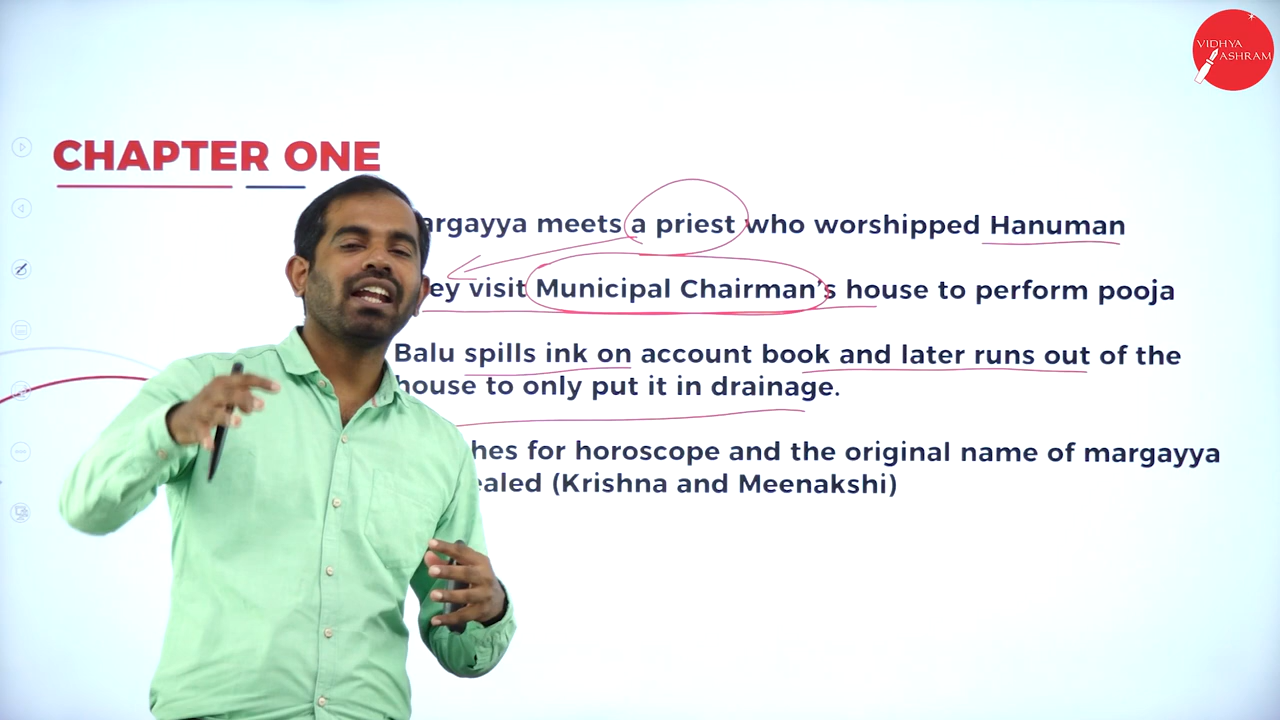 VIDHYA
ASHRAM
CHAPTER ONE
argayya meets a priest who worshipped Hanuman
ey visit Municipal Chairman's house to perform pooja
Balu spills ink on account book and later runs out of the
house to only put it in drainage.
hes for horoscope and the original name of margayya
ealed (Krishna and Meenakshi)